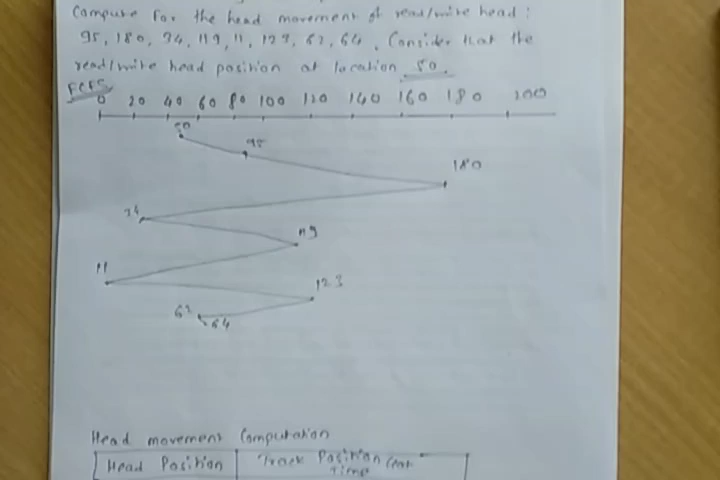 Compute for the head movement of read/write head :
95, 180, 34, 119, 11, 123, 62, 64. Consider that the
read/write head position at location 50.
FCFS
0 20 40 60 80 100 120 140 160 180 200
50
95
180
34
119
11
123
62
64
Head movement Computation
Head Position Track Position
Time